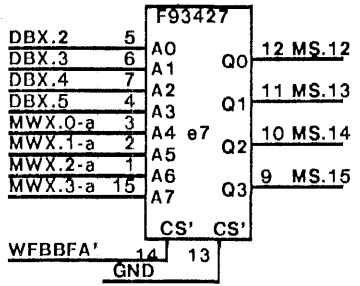 F93427
DBX.2 5 A0
DBX.3 6 A1
DBX.4 7 A2
DBX.5 4 A3
MWX.0-a 3 A4
MWX.1-a 2 A5
MWX.2-a 1 A6
MWX.3-a 15 A7
e7
Q0 12 MS.12
Q1 11 MS.13
Q2 10 MS.14
Q3 9 MS.15
CS' CS'
WFBBFA' 14 13
GND